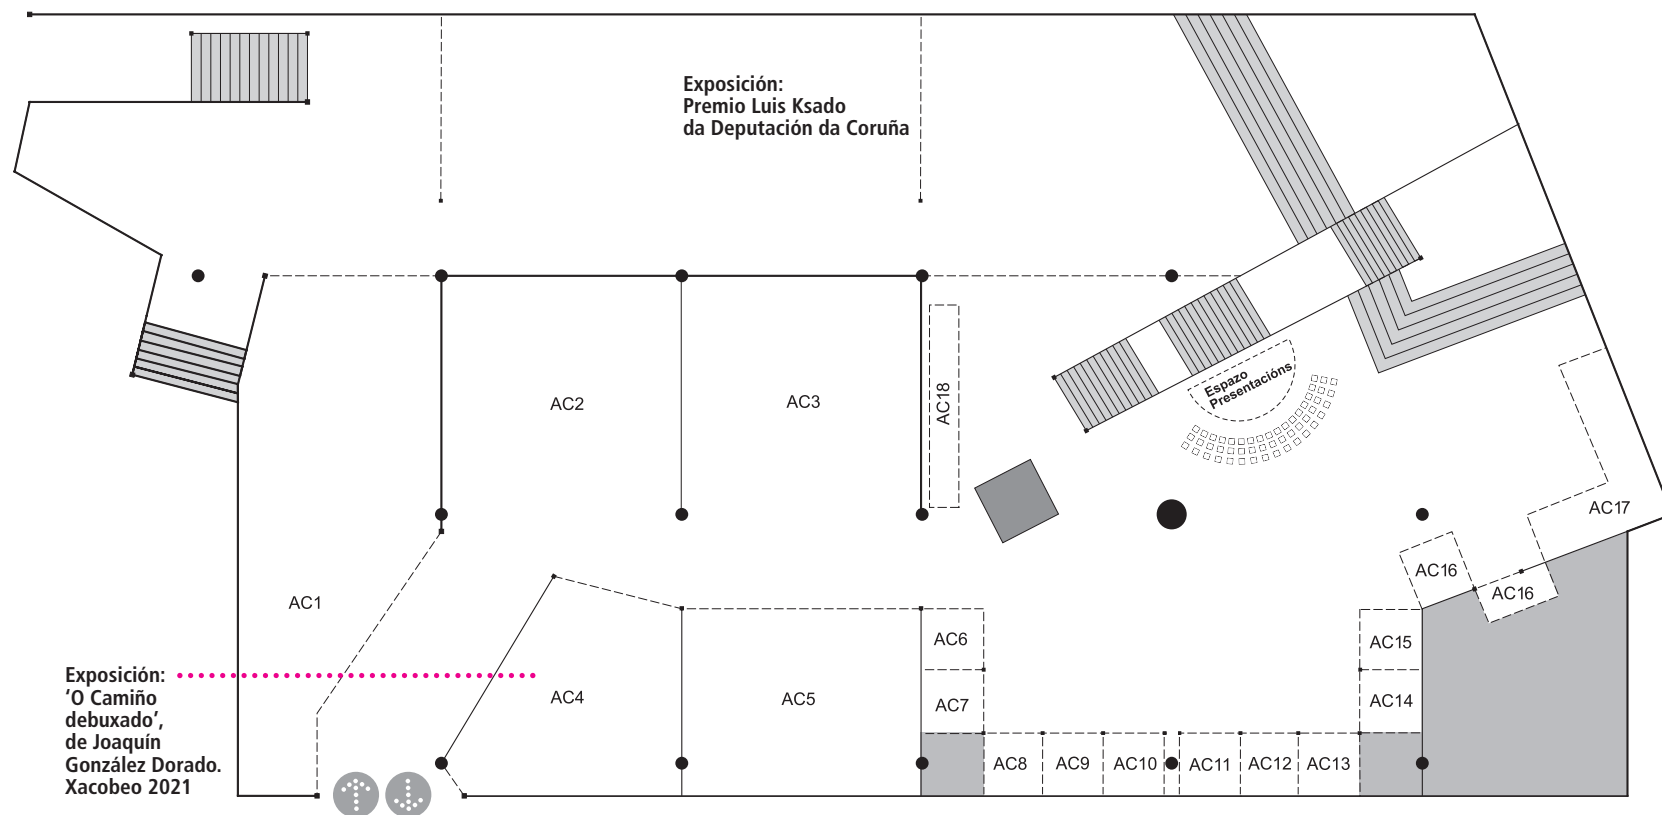 Exposición:
Premio Luis Ksado
da Deputación da Coruña
AC2
AC3
AC18
Espazo
Presentacións
AC1
AC17
AC16
AC16
AC6
AC15
Exposición:
'O Camiño
debuxado',
de Joaquín
González Dorado.
Xacobeo 2021
AC4
AC5
AC7
AC14
AC8
AC9
AC10
AC11
AC12
AC13